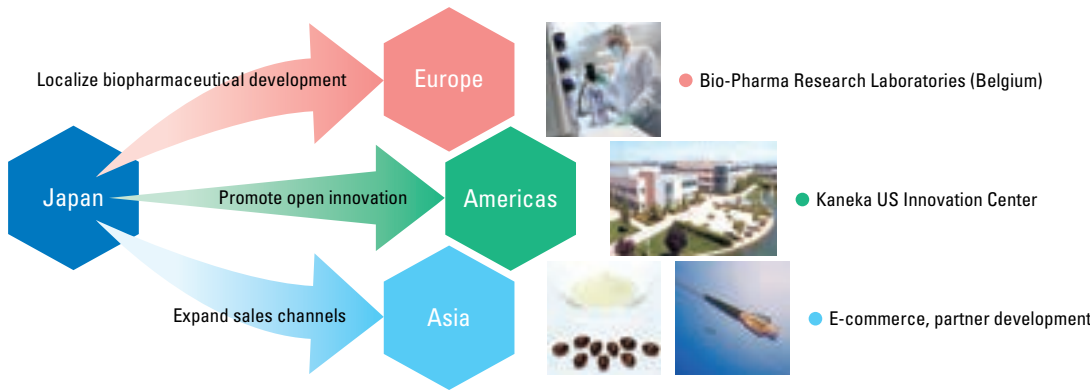 Localize biopharmaceutical development
Europe
Bio-Pharma Research Laboratories (Belgium)
Japan
Promote open innovation
Americas
Kaneka US Innovation Center
Expand sales channels
Asia
E-commerce, partner development